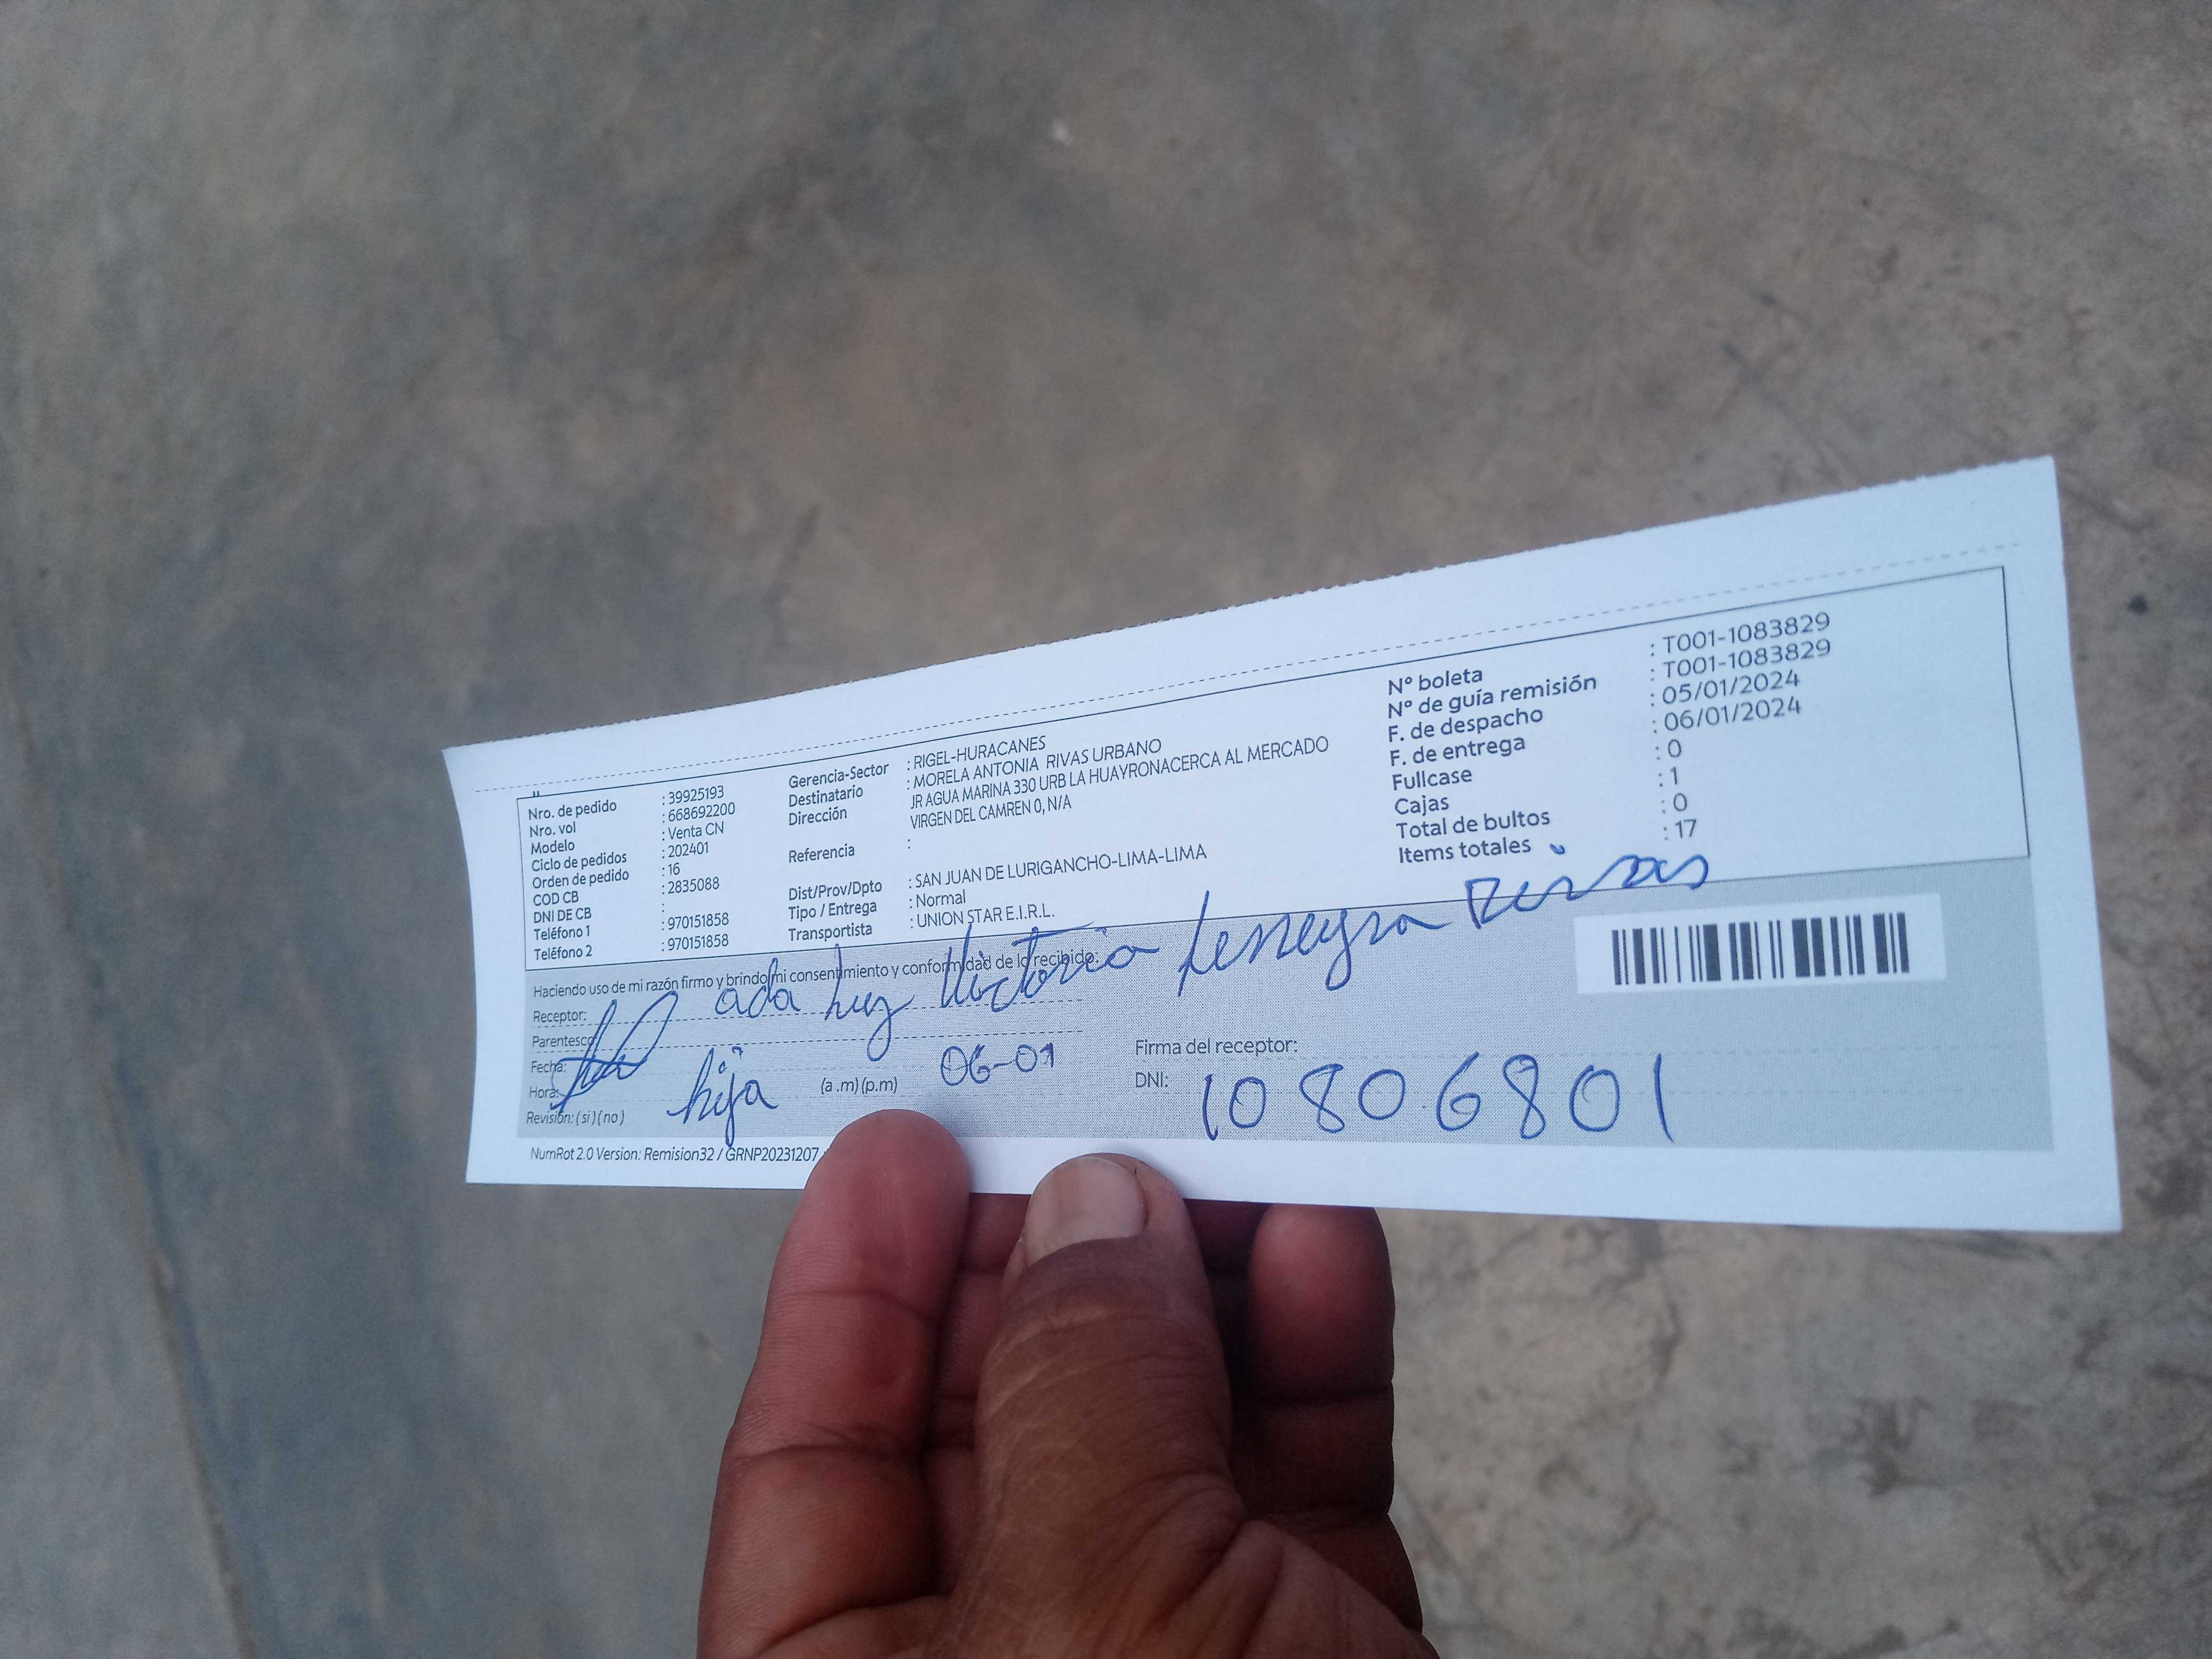 Nro. de pedido : 39925193
Nro. vol : 668692200
Modelo : Venta CN
Ciclo de pedidos : 202401
Orden de pedido : 16
COD CB : 2835088
DNI DE CB :
Teléfono 1 : 970151858
Teléfono 2 : 970151858
Gerencia-Sector : RIGEL-HURACANES
Destinatario : MORELA ANTONIA RIVAS URBANO
Dirección JR AGUA MARINA 330 URB LA HUAYRONACERCA AL MERCADO
VIRGEN DEL CAMREN 0, N/A
Referencia :
Dist/Prov/Dpto : SAN JUAN DE LURIGANCHO-LIMA-LIMA
Tipo / Entrega : Normal
Transportista : UNION STAR E.I.R.L.
N° boleta : T001-1083829
N° de guía remisión : T001-1083829
F. de despacho : 05/01/2024
F. de entrega : 06/01/2024
Fullcase : 0
Cajas : 1
Total de bultos : 0
Items totales : 17
Haciendo uso de mi razón firmo y brindo mi consentimiento y conformidad de lo recibido:
Receptor: ada luz Victoria
Parentesco:
Fecha:
Hora: hija (a.m) (p.m) 06-01
Revisión: (si) (no)
Firma del receptor:
DNI: 10806801
NumRot 2.0 Version: Remision32 / GRNP20231207